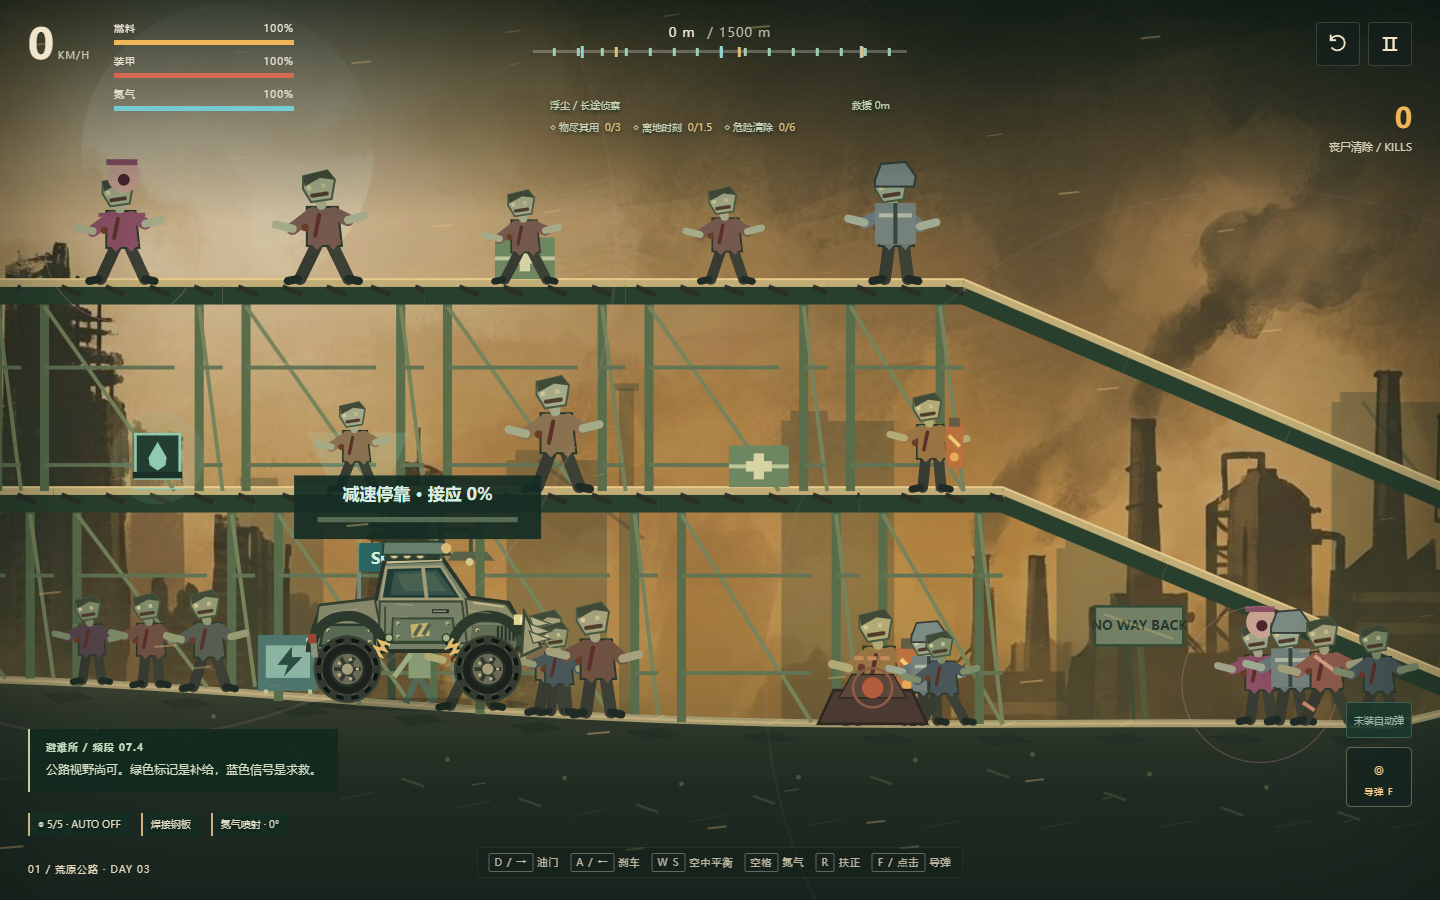 0 KM/H
燃料 100%
装甲 100%
氮气 100%
0 m / 1500 m
浮尘 / 长途侦察 救援 0m
物尽其用 0/3 离地时刻 0/1.5 危险清除 0/6
0
丧尸清除 / KILLS
减速停靠 · 接应 0%
S
NO WAY BACK
未装自动弹
导弹 F
避难所 / 频段 07.4
公路视野尚可。绿色标记是补给，蓝色信号是求救。
5/5 · AUTO OFF 焊接钢板 氮气喷射 · 0°
01 / 荒原公路 · DAY 03
D / → 油门 A / ← 刹车 W S 空中平衡 空格 氮气 R 扶正 F / 点击 导弹